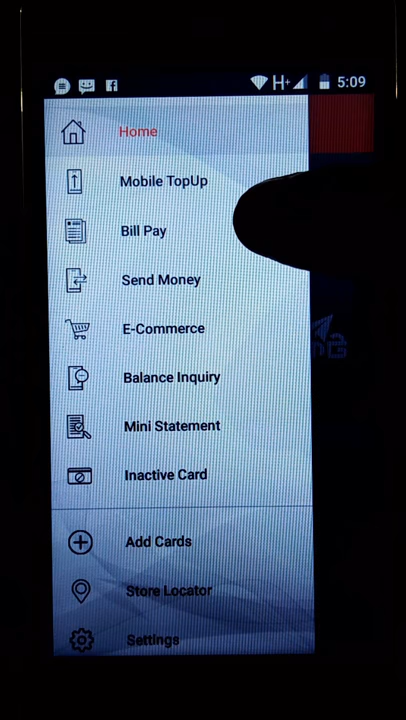 H+ 5:09
Home
Mobile TopUp
Bill Pay
Send Money
E-Commerce
Balance Inquiry
Mini Statement
Inactive Card
Add Cards
Store Locator
Settings